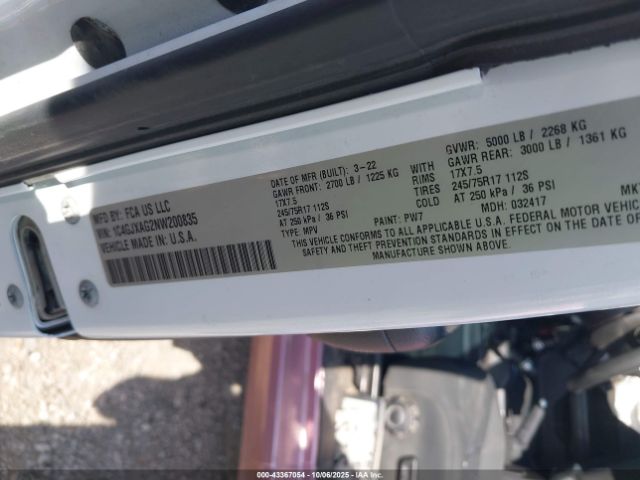 MFD. BY: FCA US LLC
VIN: 1C4GJXAG2NW200835
VEHICLE MADE IN: U.S.A.
DATE OF MFR (BUILT): 3-22
GAWR FRONT: 2700 LB / 1225 KG WITH
17X7.5 RIMS
245/75R17 112S TIRES
AT 250 kPa / 36 PSI COLD
TYPE: MPV PAINT: PW7
GVWR: 5000 LB / 2268 KG
GAWR REAR: 3000 LB / 1361 KG
17X7.5
245/75R17 112S
AT 250 kPa / 36 PSI
MDH: 032417
THIS VEHICLE CONFORMS TO ALL APPLICABLE U.S.A. FEDERAL MOTOR VEHIC
SAFETY STANDARDS IN EFFECT ON THE DATE O
MANUFACTURE SHOWN ABOVE.
000-43367054 | 10/06/2025 | Copart: IAA, Inc.